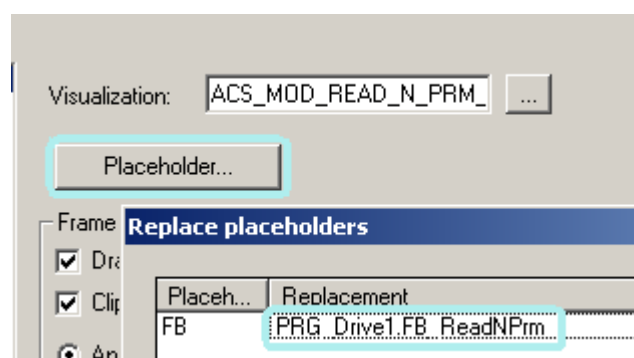 Visualization: ACS_MOD_READ_N_PRM_ ...
Placeholder...
Frame
Replace placeholders
Placeh... Replacement
FB PRG_Drive1.FB_ReadNPrm